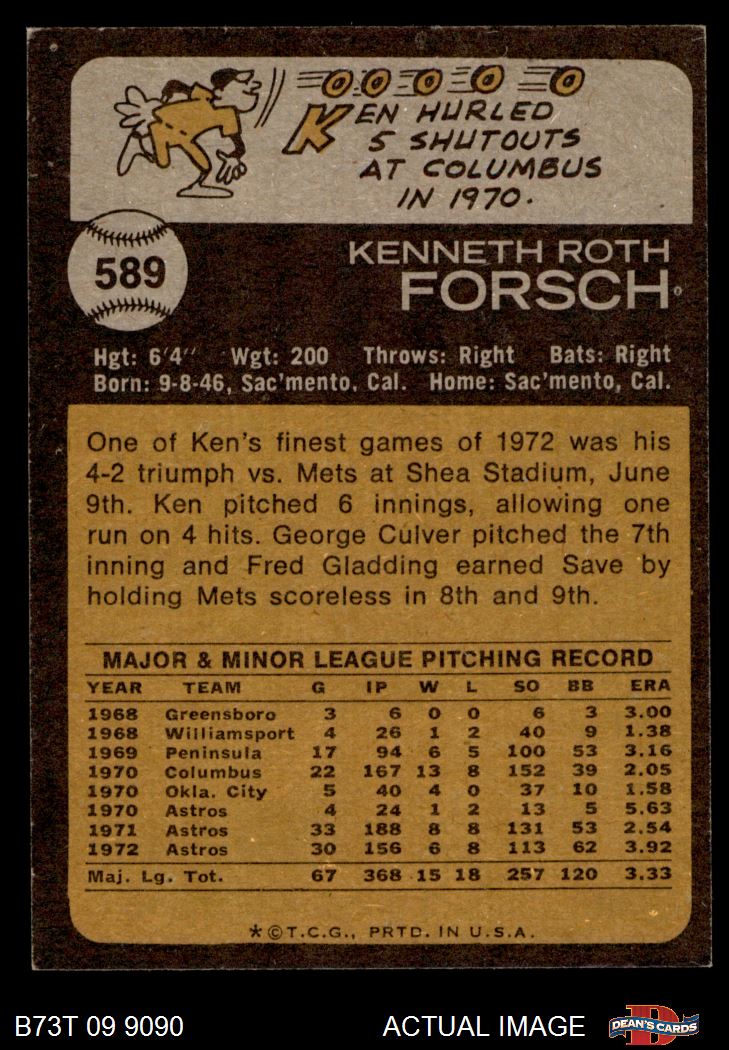 KEN HURLED
5 SHUTOUTS
AT COLUMBUS
IN 1970.
589
KENNETH ROTH
FORSCH
Hgt: 6'4" Wgt: 200 Throws: Right Bats: Right
Born: 9-8-46, Sac'mento, Cal. Home: Sac'mento, Cal.
One of Ken's finest games of 1972 was his
4-2 triumph vs. Mets at Shea Stadium, June
9th. Ken pitched 6 innings, allowing one
run on 4 hits. George Culver pitched the 7th
inning and Fred Gladding earned Save by
holding Mets scoreless in 8th and 9th.
MAJOR & MINOR LEAGUE PITCHING RECORD
YEAR TEAM G IP W L SO BB ERA
1968 Greensboro 3 6 0 0 6 3 3.00
1968 Williamsport 4 26 1 2 40 9 1.38
1969 Peninsula 17 94 6 5 100 53 3.16
1970 Columbus 22 167 13 8 152 39 2.05
1970 Okla. City 5 40 4 0 37 10 1.58
1970 Astros 4 24 1 2 13 5 5.63
1971 Astros 33 188 8 8 131 53 2.54
1972 Astros 30 156 6 8 113 62 3.92
Maj. Lg. Tot. 67 368 15 18 257 120 3.33
*©T.C.G., PRTD. IN U.S.A.
B73T 09 9090 ACTUAL IMAGE DEAN'S CARDS